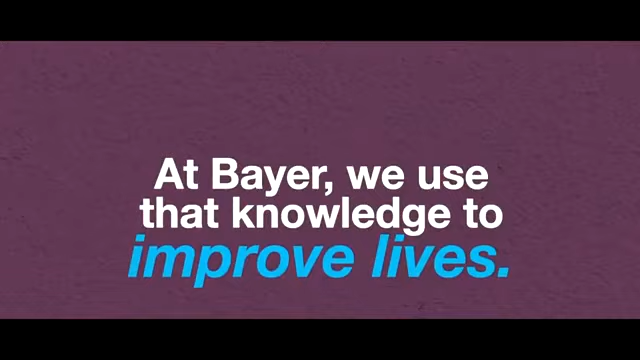 At Bayer, we use
that knowledge to
improve lives.